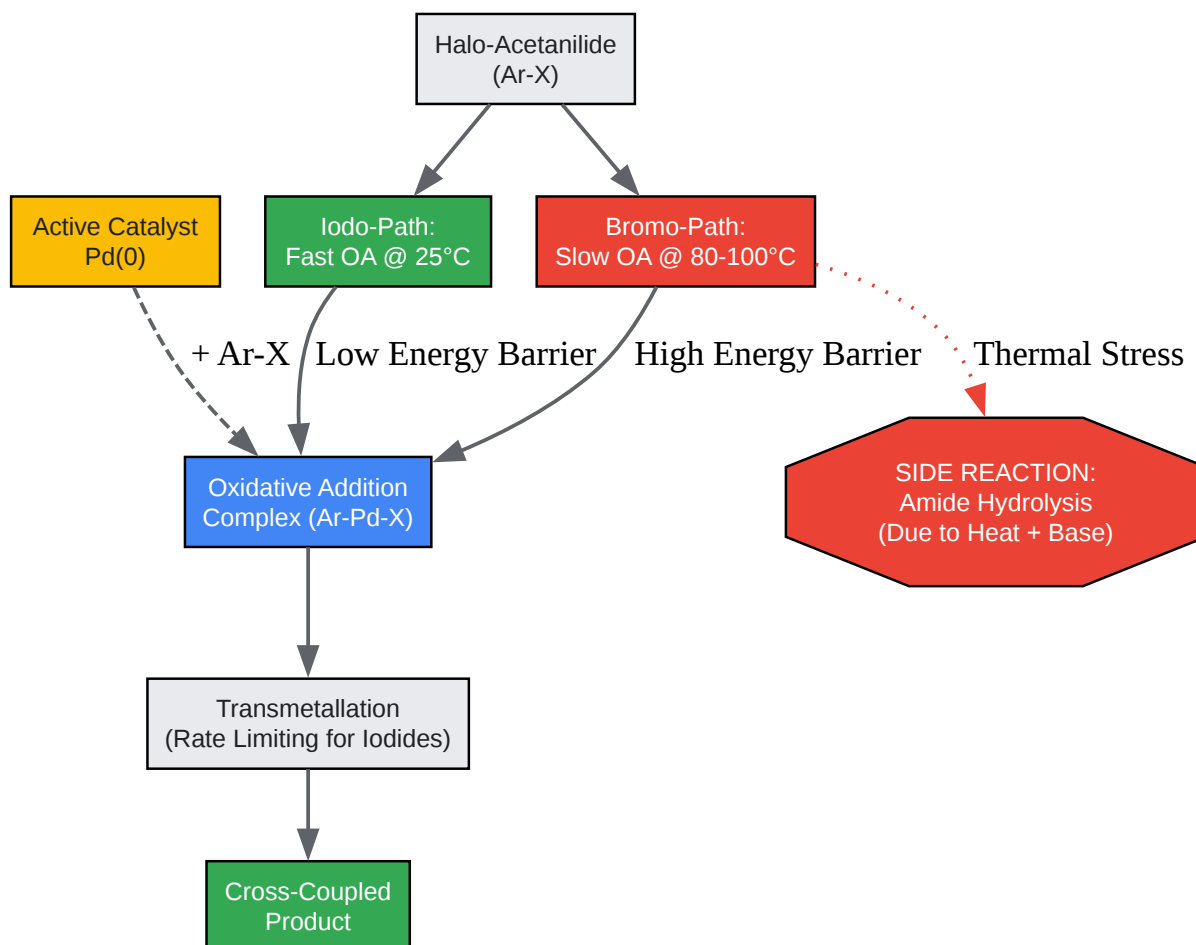 Halo-Acetanilide
(Ar-X)
Active Catalyst
Pd(0)
Iodo-Path:
Fast OA @ 25°C
Bromo-Path:
Slow OA @ 80-100°C
+ Ar-X
Low Energy Barrier
High Energy Barrier
Thermal Stress
Oxidative Addition
Complex (Ar-Pd-X)
SIDE REACTION:
Amide Hydrolysis
(Due to Heat + Base)
Transmetallation
(Rate Limiting for Iodides)
Cross-Coupled
Product